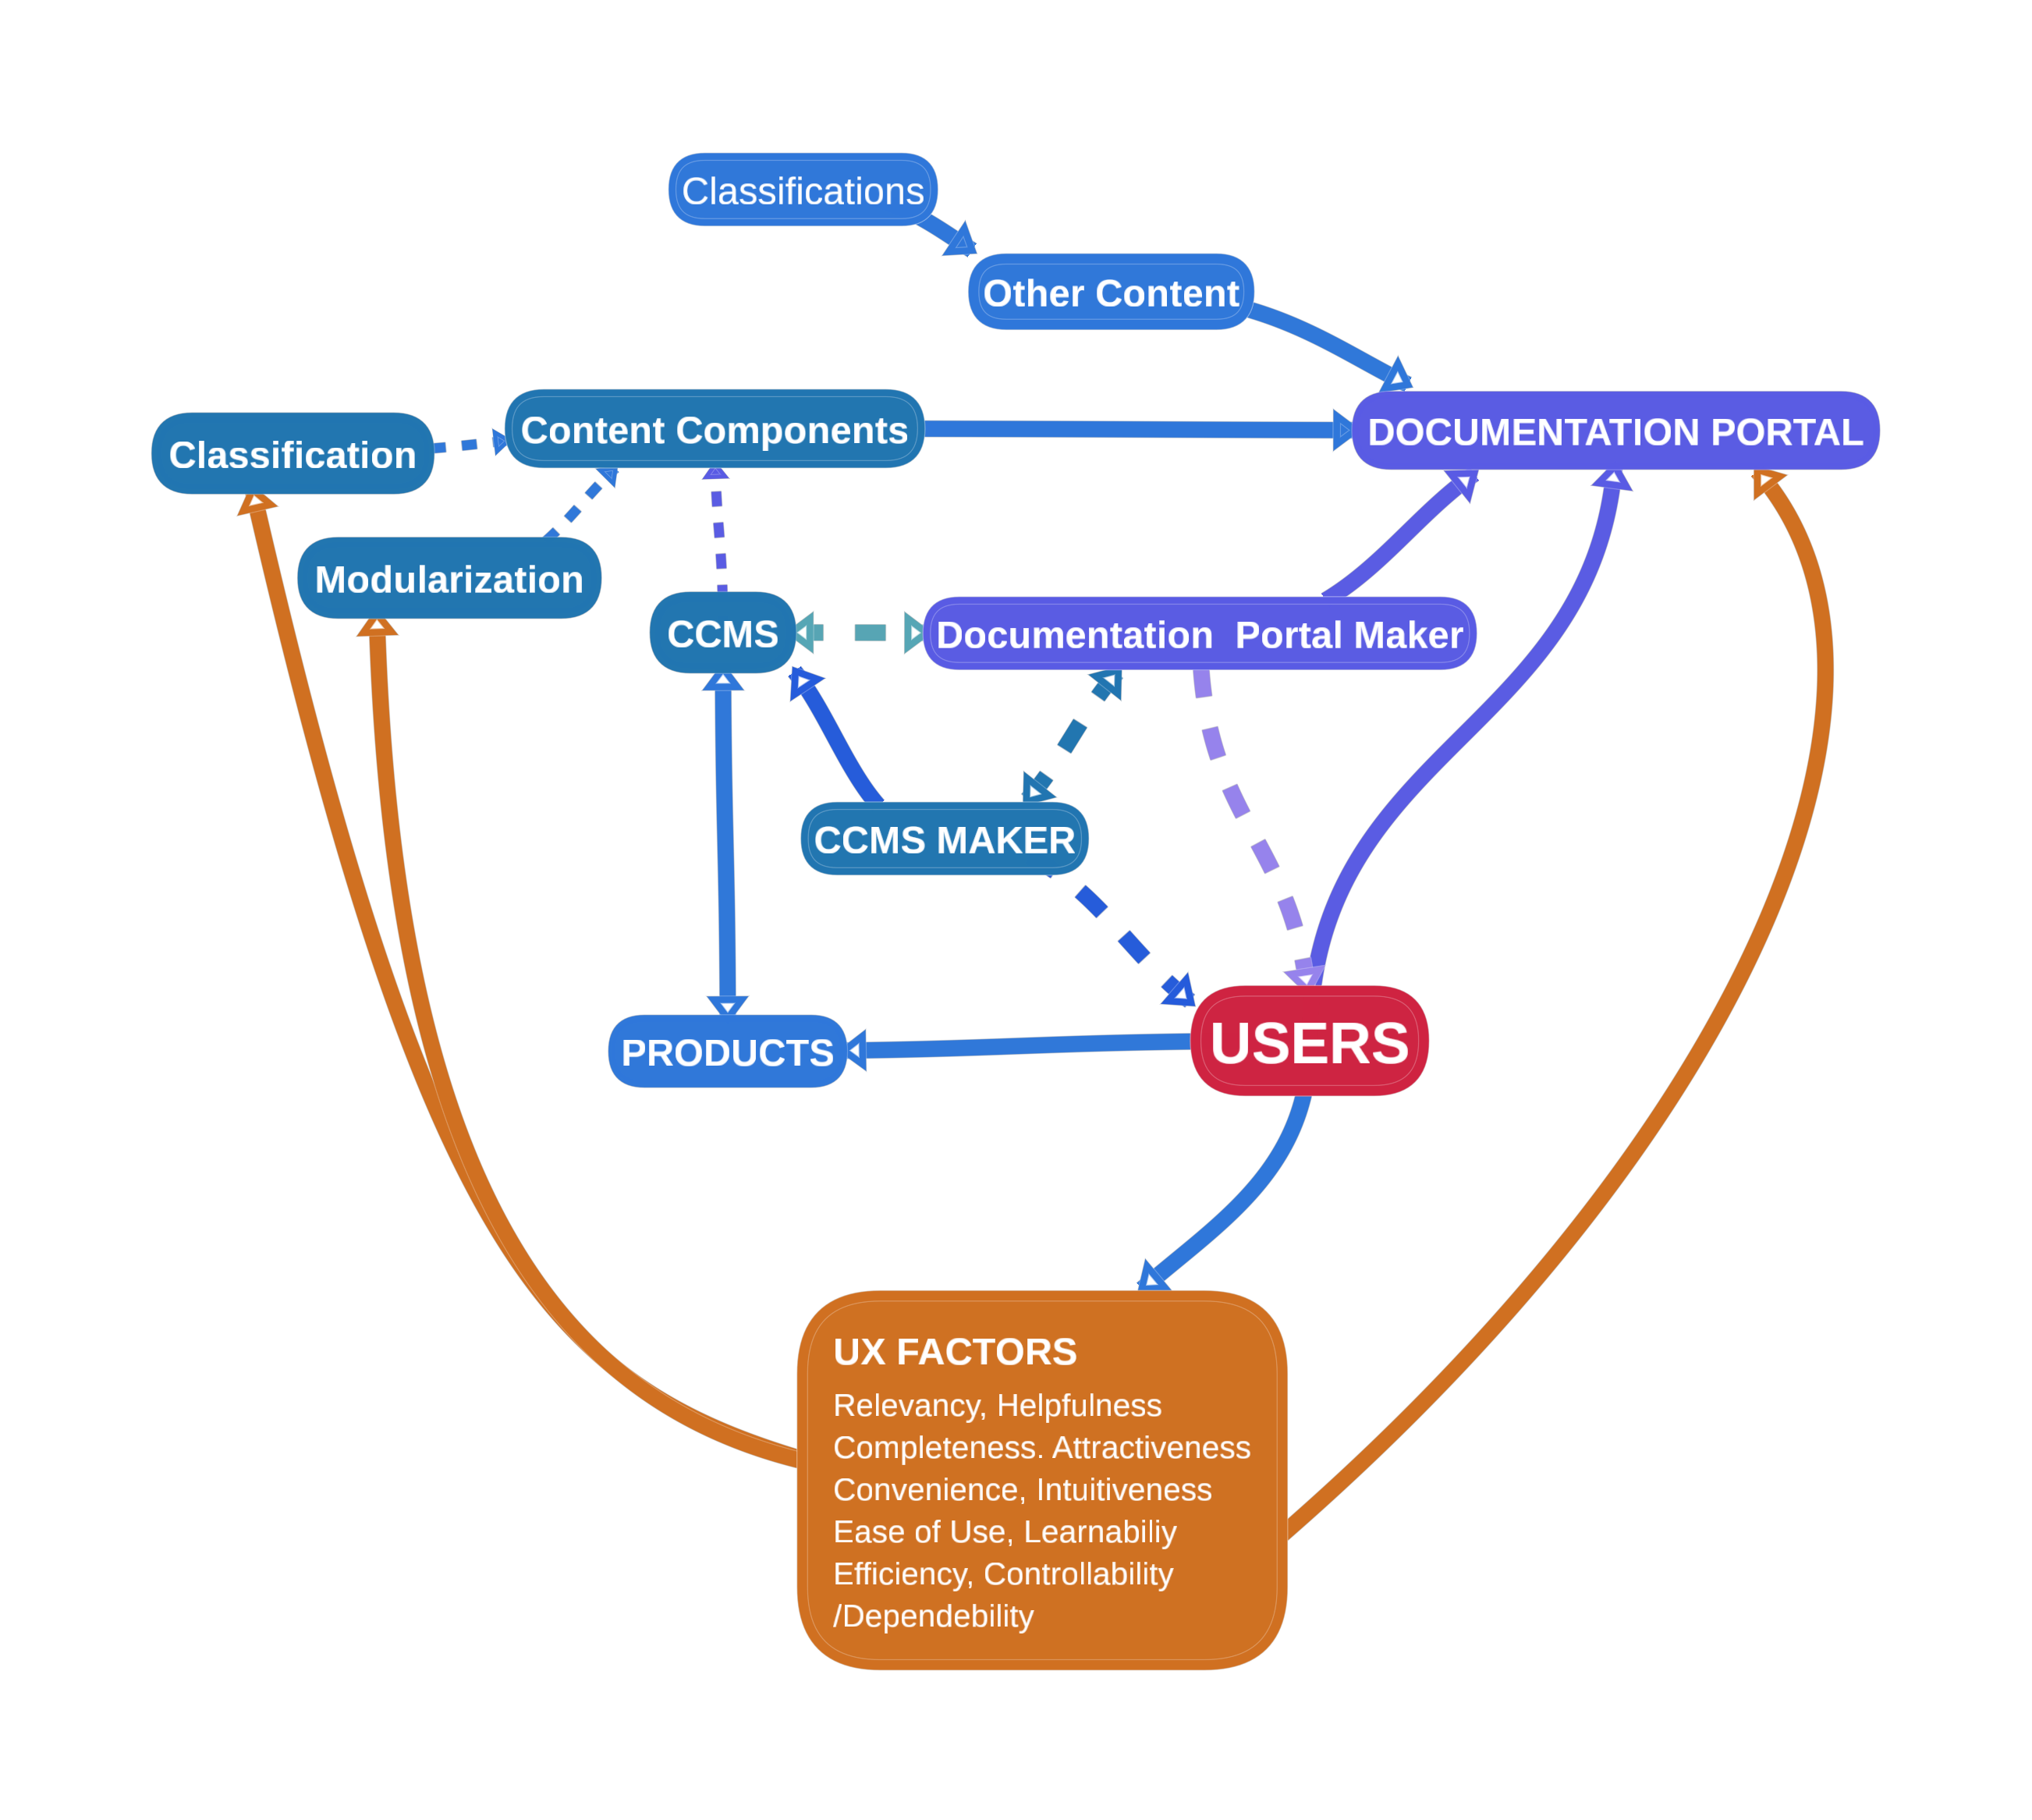 Classifications
Other Content
Content Components
DOCUMENTATION PORTAL
Classification
Modularization
CCMS
Documentation  Portal Maker
CCMS MAKER
PRODUCTS
USERS
UX FACTORS
Relevancy, Helpfulness
Completeness. Attractiveness
Convenience, Intuitiveness
Ease of Use, Learnabiliy
Efficiency, Controllability
/Dependebility